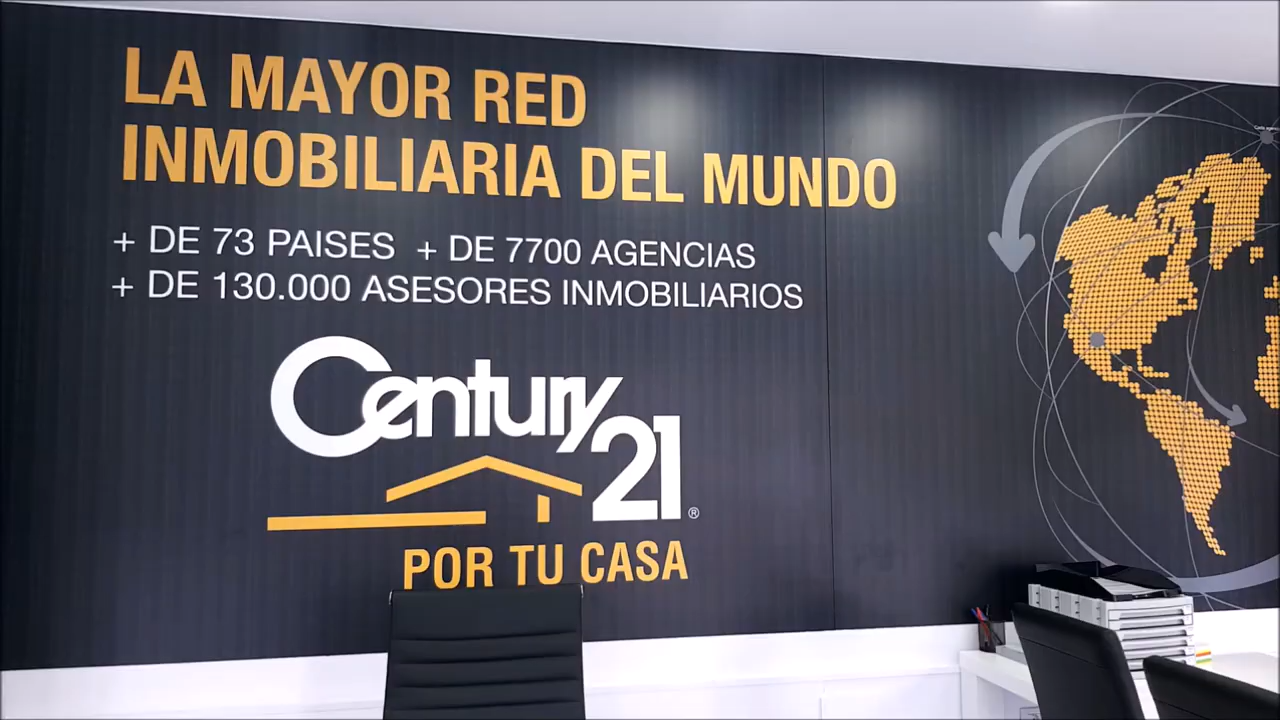 LA MAYOR RED
INMOBILIARIA DEL MUNDO
+ DE 73 PAISES + DE 7700 AGENCIAS
+ DE 130.000 ASESORES INMOBILIARIOS
Century
21®
POR TU CASA